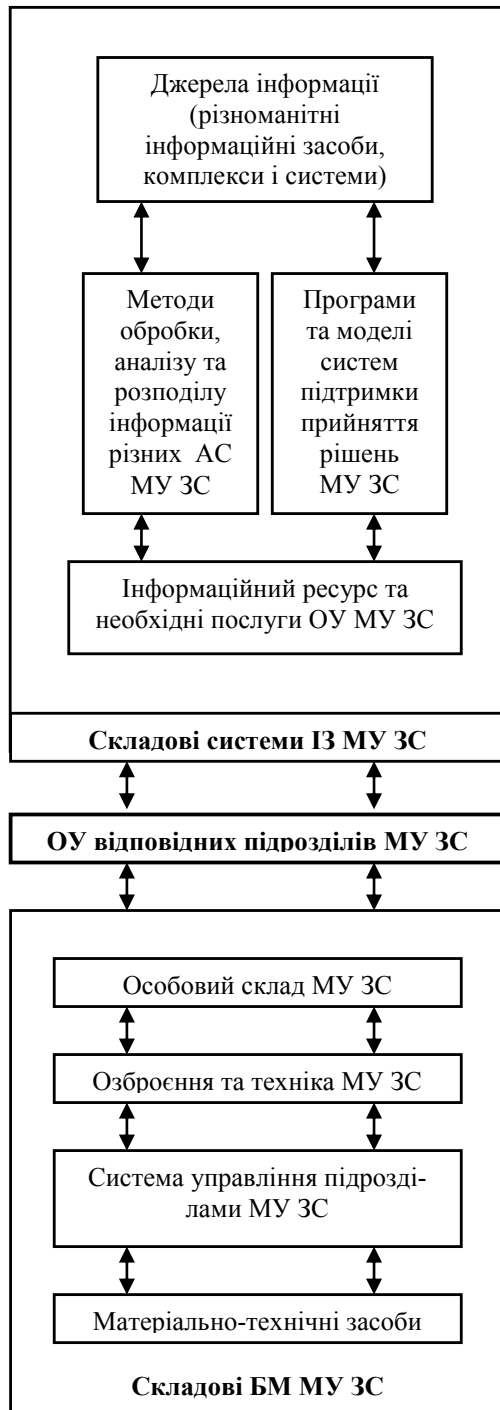 Джерела інформації
(різноманітні
інформаційні засоби,
комплекси і системи)
Методи
обробки,
аналізу та
розподілу
інформації
різних АС
МУ ЗС
Програми
та моделі
систем
підтримки
прийняття
рішень
МУ ЗС
Інформаційний ресурс та
необхідні послуги ОУ МУ ЗС
Складові системи ІЗ МУ ЗС
ОУ відповідних підрозділів МУ ЗС
Особовий склад МУ ЗС
Озброєння та техніка МУ ЗС
Система управління підрозді-
лами МУ ЗС
Матеріально-технічні засоби
Складові БМ МУ ЗС